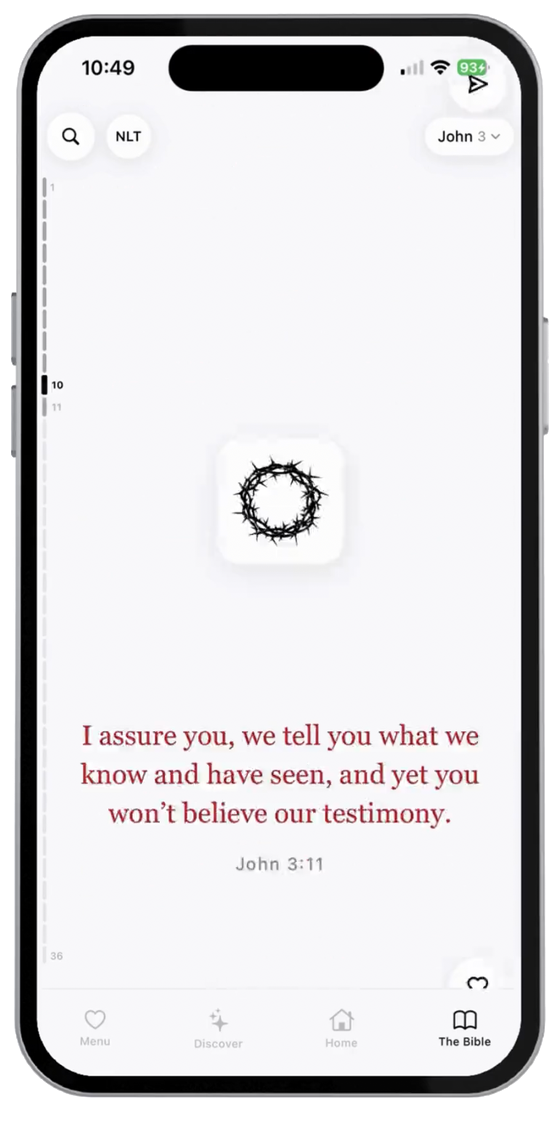 10:49
93
NLT
John 3
1
10
11
I assure you, we tell you what we
know and have seen, and yet you
won’t believe our testimony.
John 3:11
36
Menu
Discover
Home
The Bible